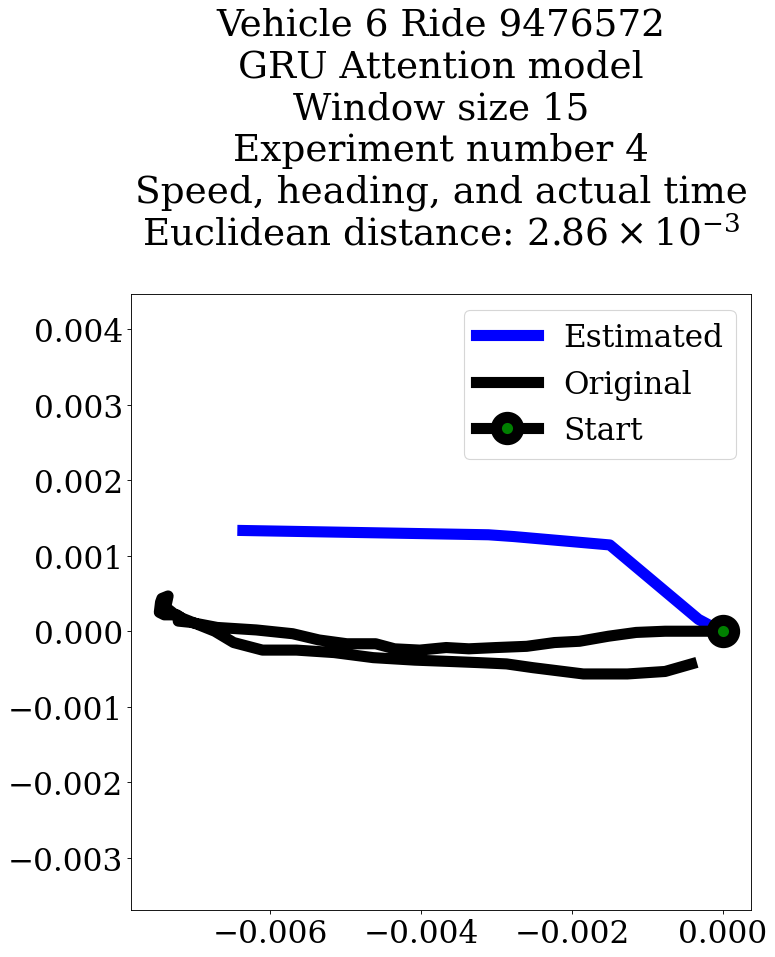 Vehicle 6 Ride 9476572
GRU Attention model
Window size 15
Experiment number 4
Speed, heading, and actual time
Euclidean distance: 2.86 × 10⁻³
Estimated
Original
Start
0.004
0.003
0.002
0.001
0.000
−0.001
−0.002
−0.003
−0.006 −0.004 −0.002 0.000